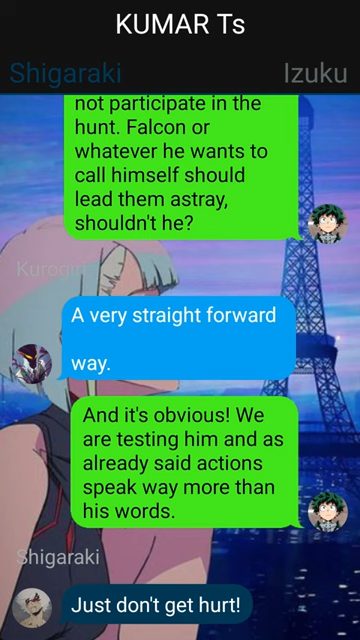 KUMAR Ts
Shigaraki
Izuku
not participate in the
hunt. Falcon or
whatever he wants to
call himself should
lead them astray,
shouldn't he?
A very straight forward
way.
And it's obvious! We
are testing him and as
already said actions
speak way more than
his words.
Shigaraki
Just don't get hurt!